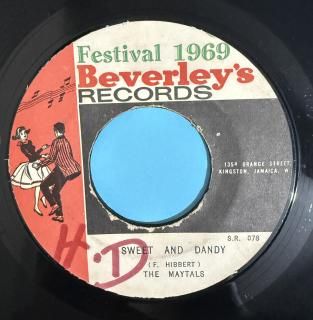 Festival 1969
Beverley's
RECORDS
135A ORANGE STREET
KINGSTON, JAMAICA, W
S.R. 078
H.D
SWEET AND DANDY
( F. HIBBERT )
THE MAYTALS